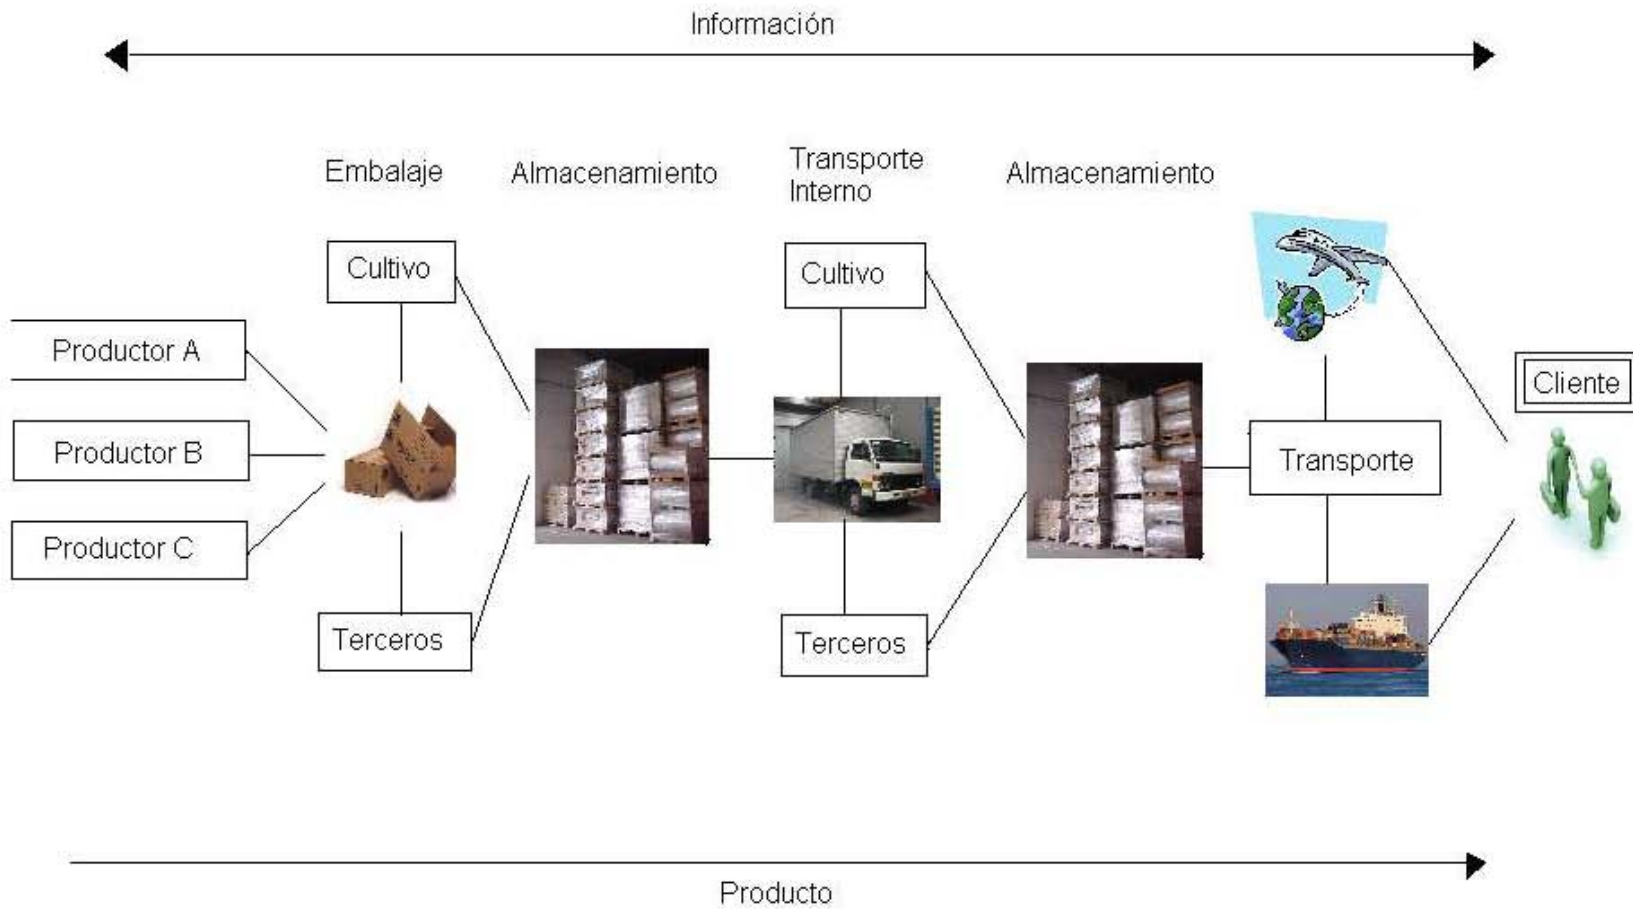 Información
Embalaje
Almacenamiento
Transporte
Interno
Almacenamiento
Cultivo
Cultivo
Productor A
Productor B
Productor C
Cliente
Transporte
Terceros
Terceros
Producto